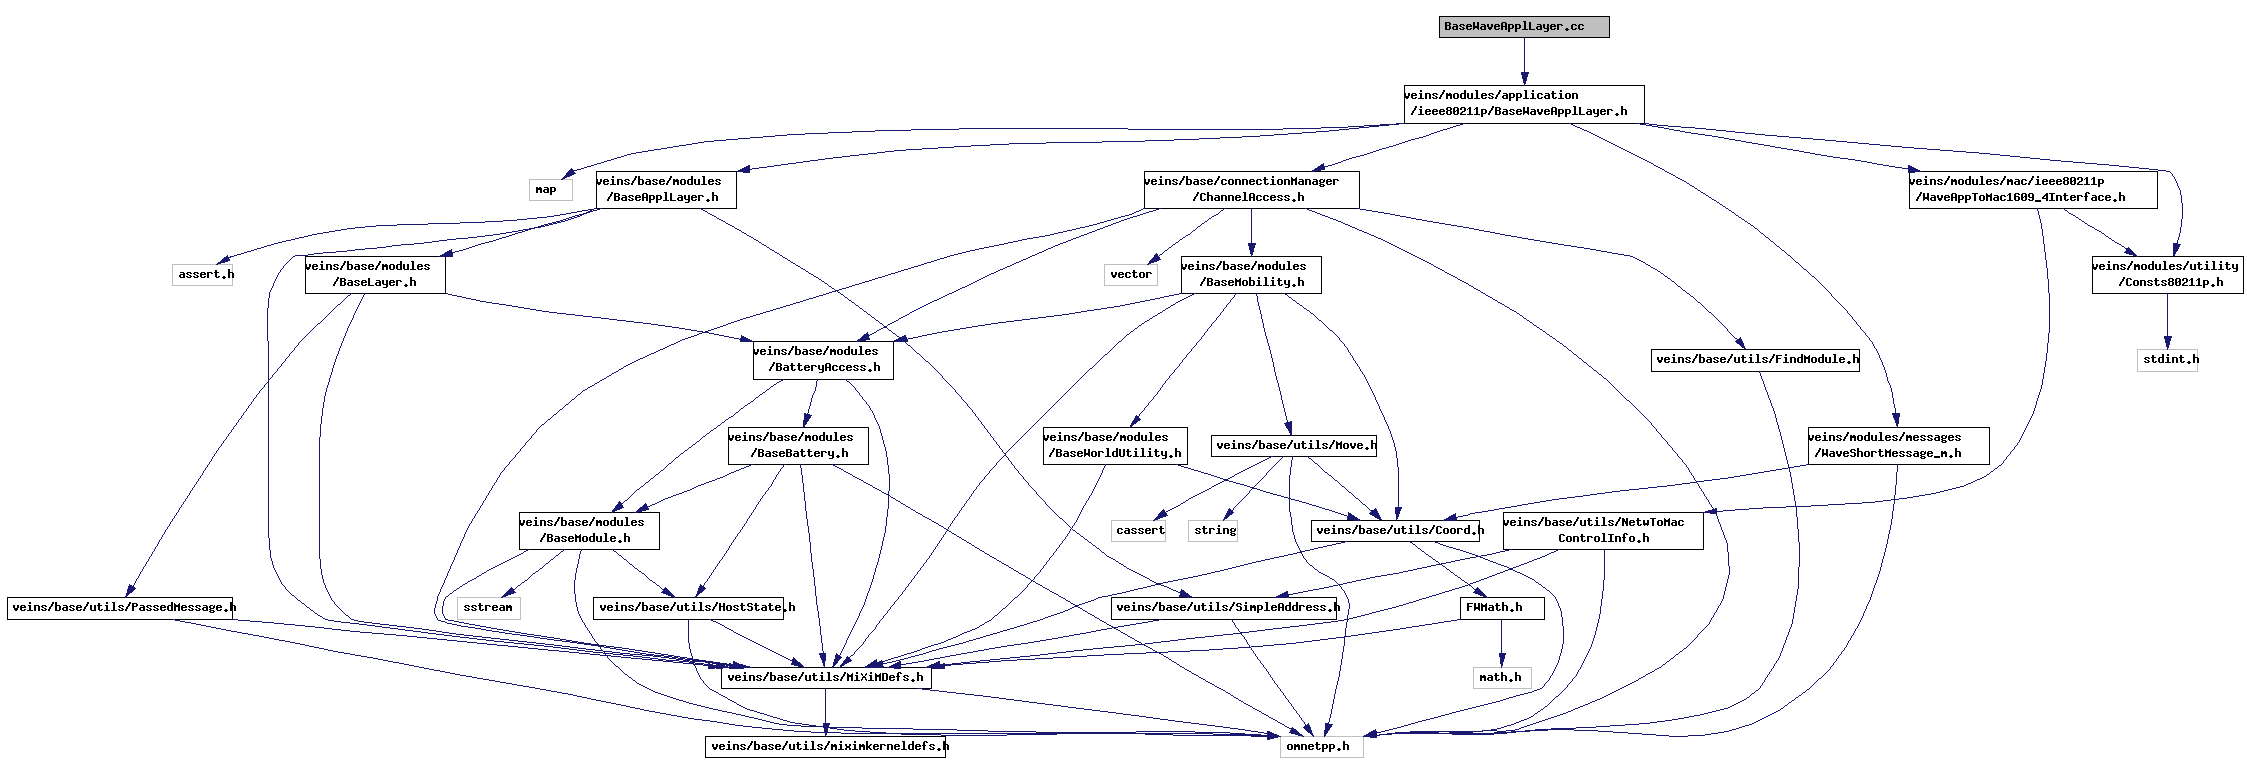 BaseWaveApplLayer.cc
veins/modules/application
/ieee80211p/BaseWaveApplLayer.h
map
veins/base/modules
/BaseApplLayer.h
veins/base/connectionManager
/ChannelAccess.h
veins/modules/mac/ieee80211p
/WaveAppToMac1609_4Interface.h
assert.h
veins/base/modules
/BaseLayer.h
vector
veins/base/modules
/BaseMobility.h
veins/modules/utility
/Consts80211p.h
veins/base/modules
/BatteryAccess.h
veins/base/utils/FindModule.h
stdint.h
veins/base/modules
/BaseBattery.h
veins/base/modules
/BaseWorldUtility.h
veins/base/utils/Move.h
veins/modules/messages
/WaveShortMessage_m.h
veins/base/modules
/BaseModule.h
cassert
string
veins/base/utils/Coord.h
veins/base/utils/NetwToMac
ControlInfo.h
veins/base/utils/PassedMessage.h
sstream
veins/base/utils/HostState.h
veins/base/utils/SimpleAddress.h
FWMath.h
veins/base/utils/MiXiMDefs.h
math.h
veins/base/utils/miximkerneldefs.h
omnetpp.h